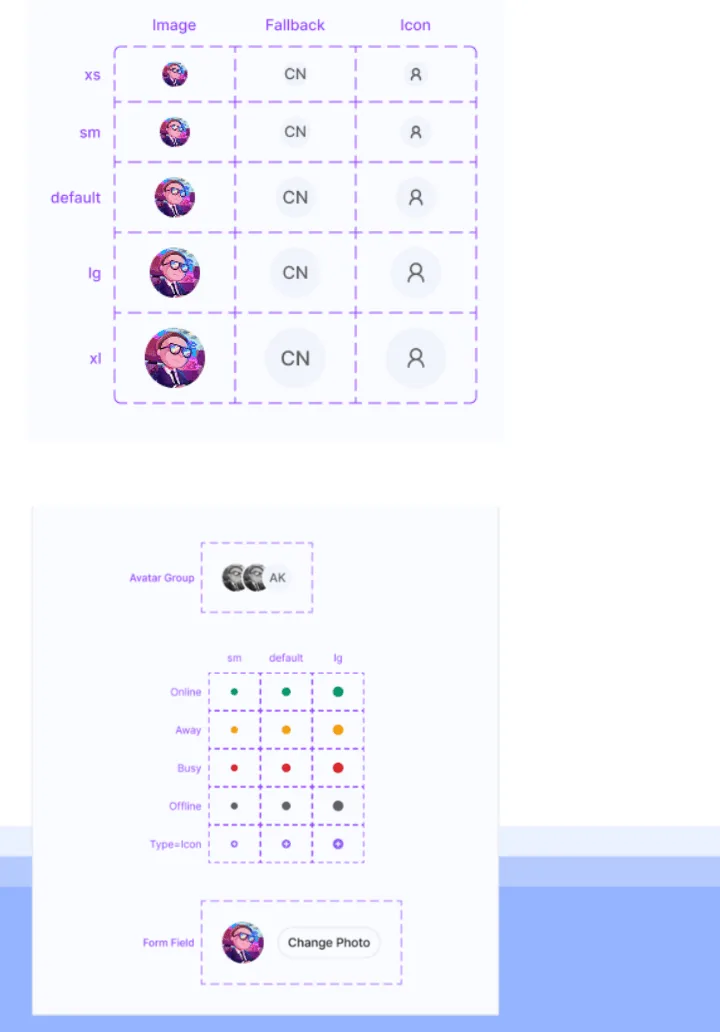 Image Fallback Icon
xs CN
sm CN
default CN
lg CN
xl CN
Avatar Group AK
sm default lg
Online
Away
Busy
Offline
Type=Icon
Form Field Change Photo